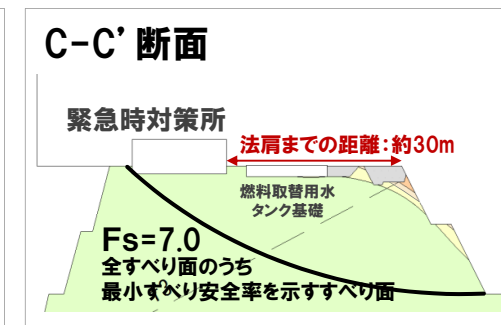 C-C’断面
緊急時対策所
法肩までの距離：約30m
燃料取替用水
タンク基礎
Fs=7.0
全すべり面のうち
最小すべり安全率を示すすべり面